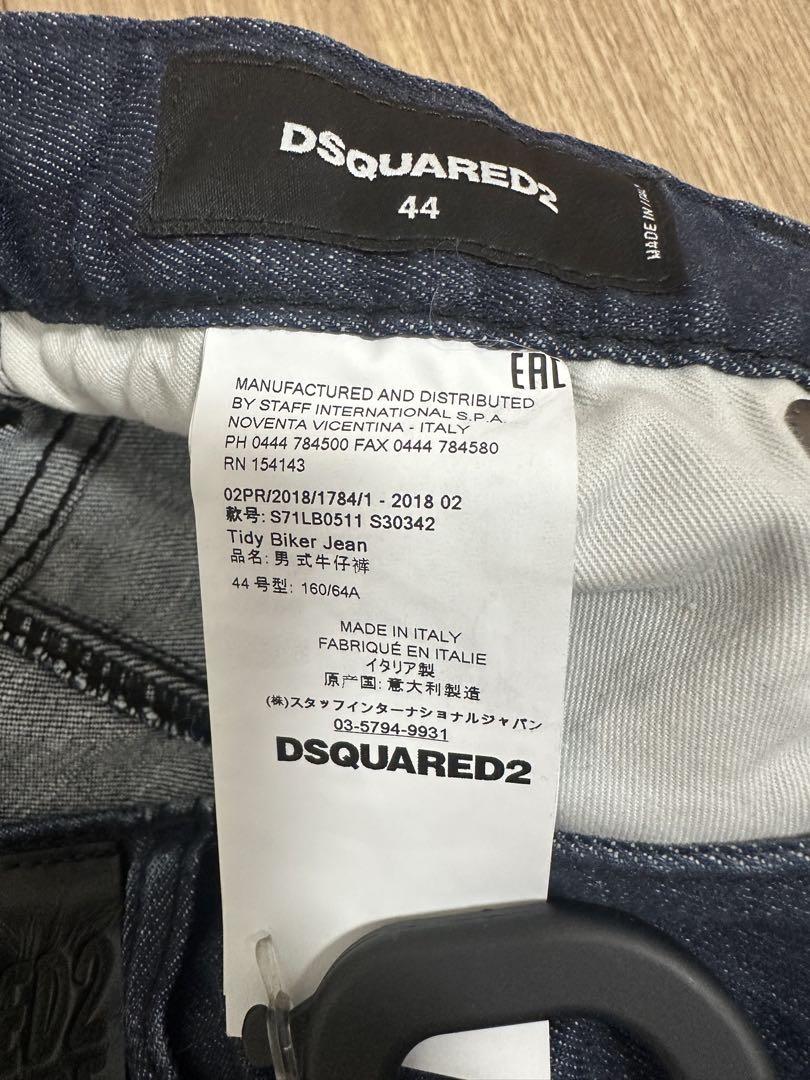 DSQUARED2
44
MADE IN ITALY
EAC
MANUFACTURED AND DISTRIBUTED
BY STAFF INTERNATIONAL S.P.A.
NOVENTA VICENTINA - ITALY
PH 0444 784500 FAX 0444 784580
RN 154143
02PR/2018/1784/1 - 2018 02
款号: S71LB0511 S30342
Tidy Biker Jean
品名: 男 式牛仔裤
44 号型: 160/64A
MADE IN ITALY
FABRIQUÉ EN ITALIE
イタリア製
原产国: 意大利製造
(株)スタッフインターナショナルジャパン
03-5794-9931
DSQUARED2